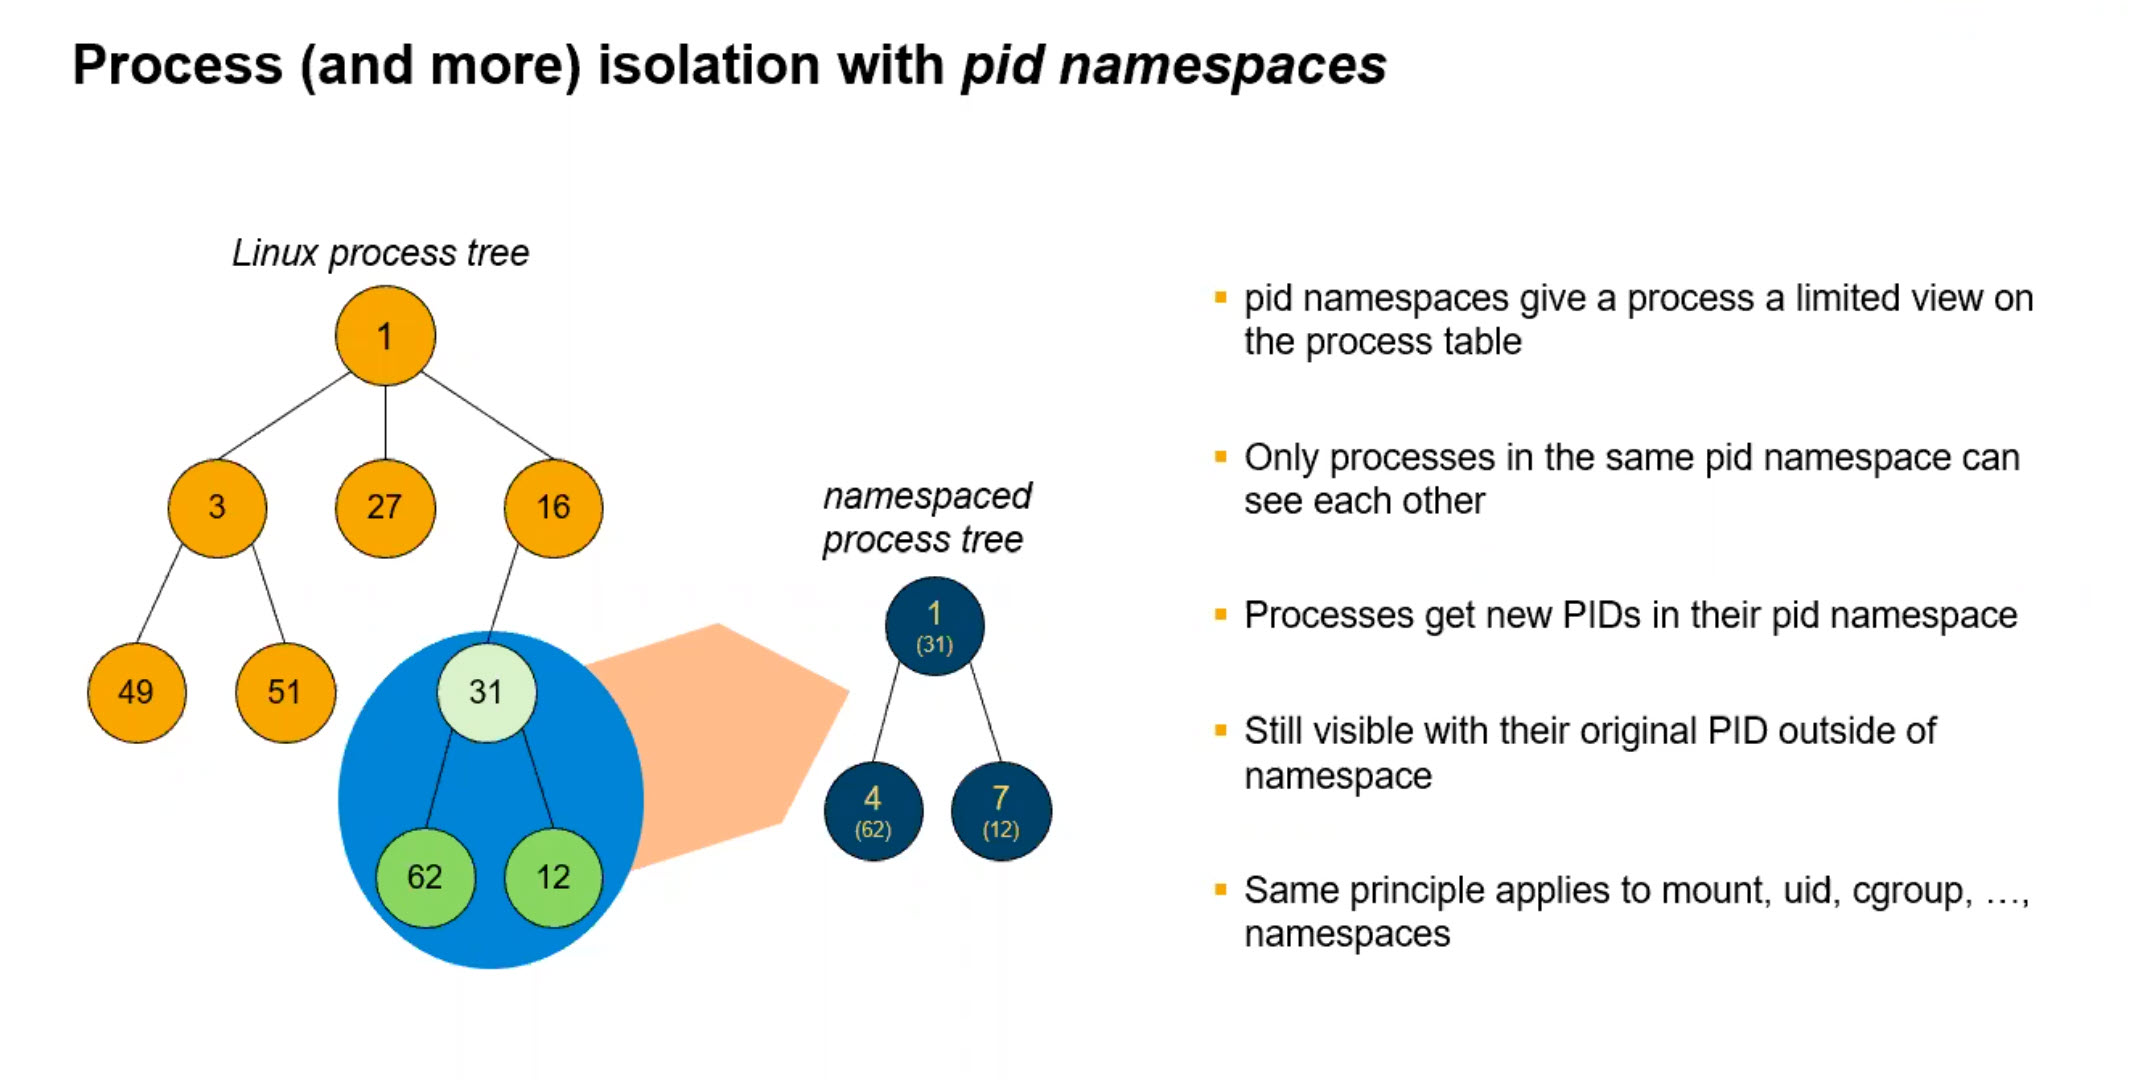 Process (and more) isolation with pid namespaces
Linux process tree
1
3
27
16
49
51
31
62
12
namespaced
process tree
1
(31)
4
(62)
7
(12)
pid namespaces give a process a limited view on
the process table
Only processes in the same pid namespace can
see each other
Processes get new PIDs in their pid namespace
Still visible with their original PID outside of
namespace
Same principle applies to mount, uid, cgroup, …,
namespaces